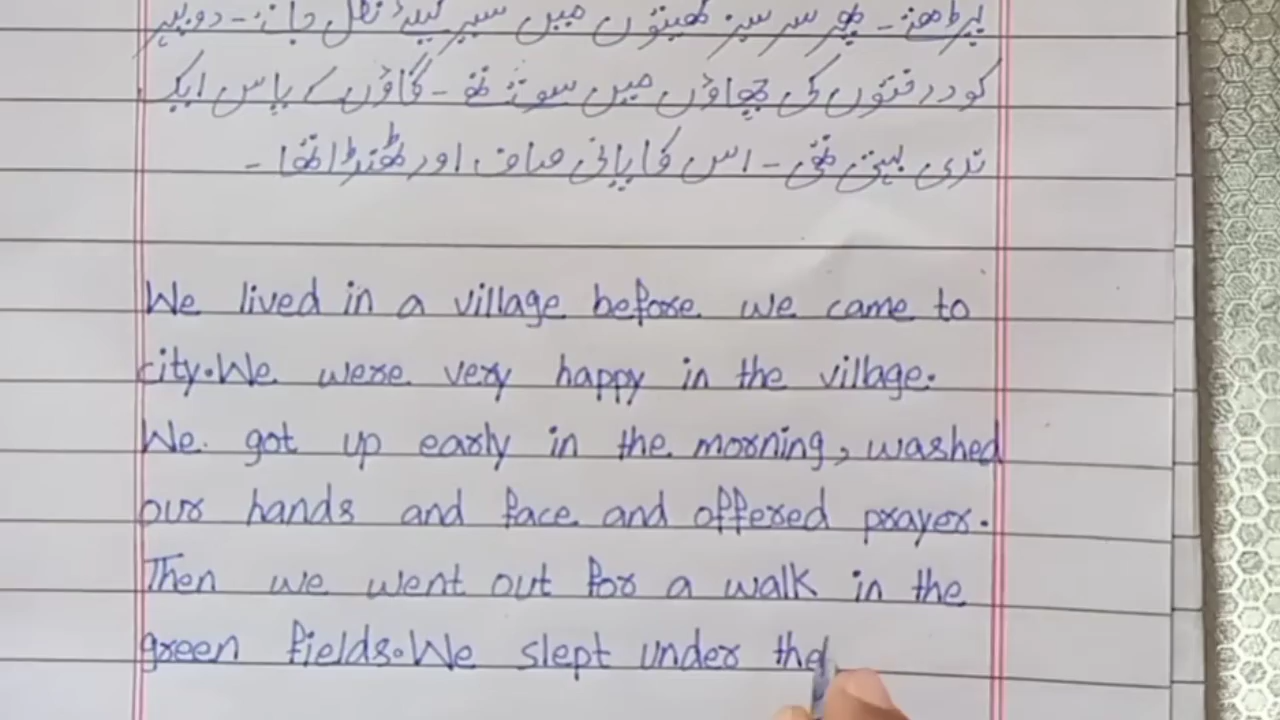 پڑھتے۔ پھر سرسبز کھیتوں میں سیر کیلئے نکل جاتے۔ دوپہر
کو درختوں کی چھاؤں میں سوتے تھے۔ گاؤں کے پاس ایک
ندی بہتی تھی۔ اس کا پانی صاف اور ٹھنڈا تھا۔
We lived in a village before we came to
city. We were very happy in the village.
We got up early in the morning, washed
our hands and face and offered prayer.
Then we went out for a walk in the
green fields. We slept under the